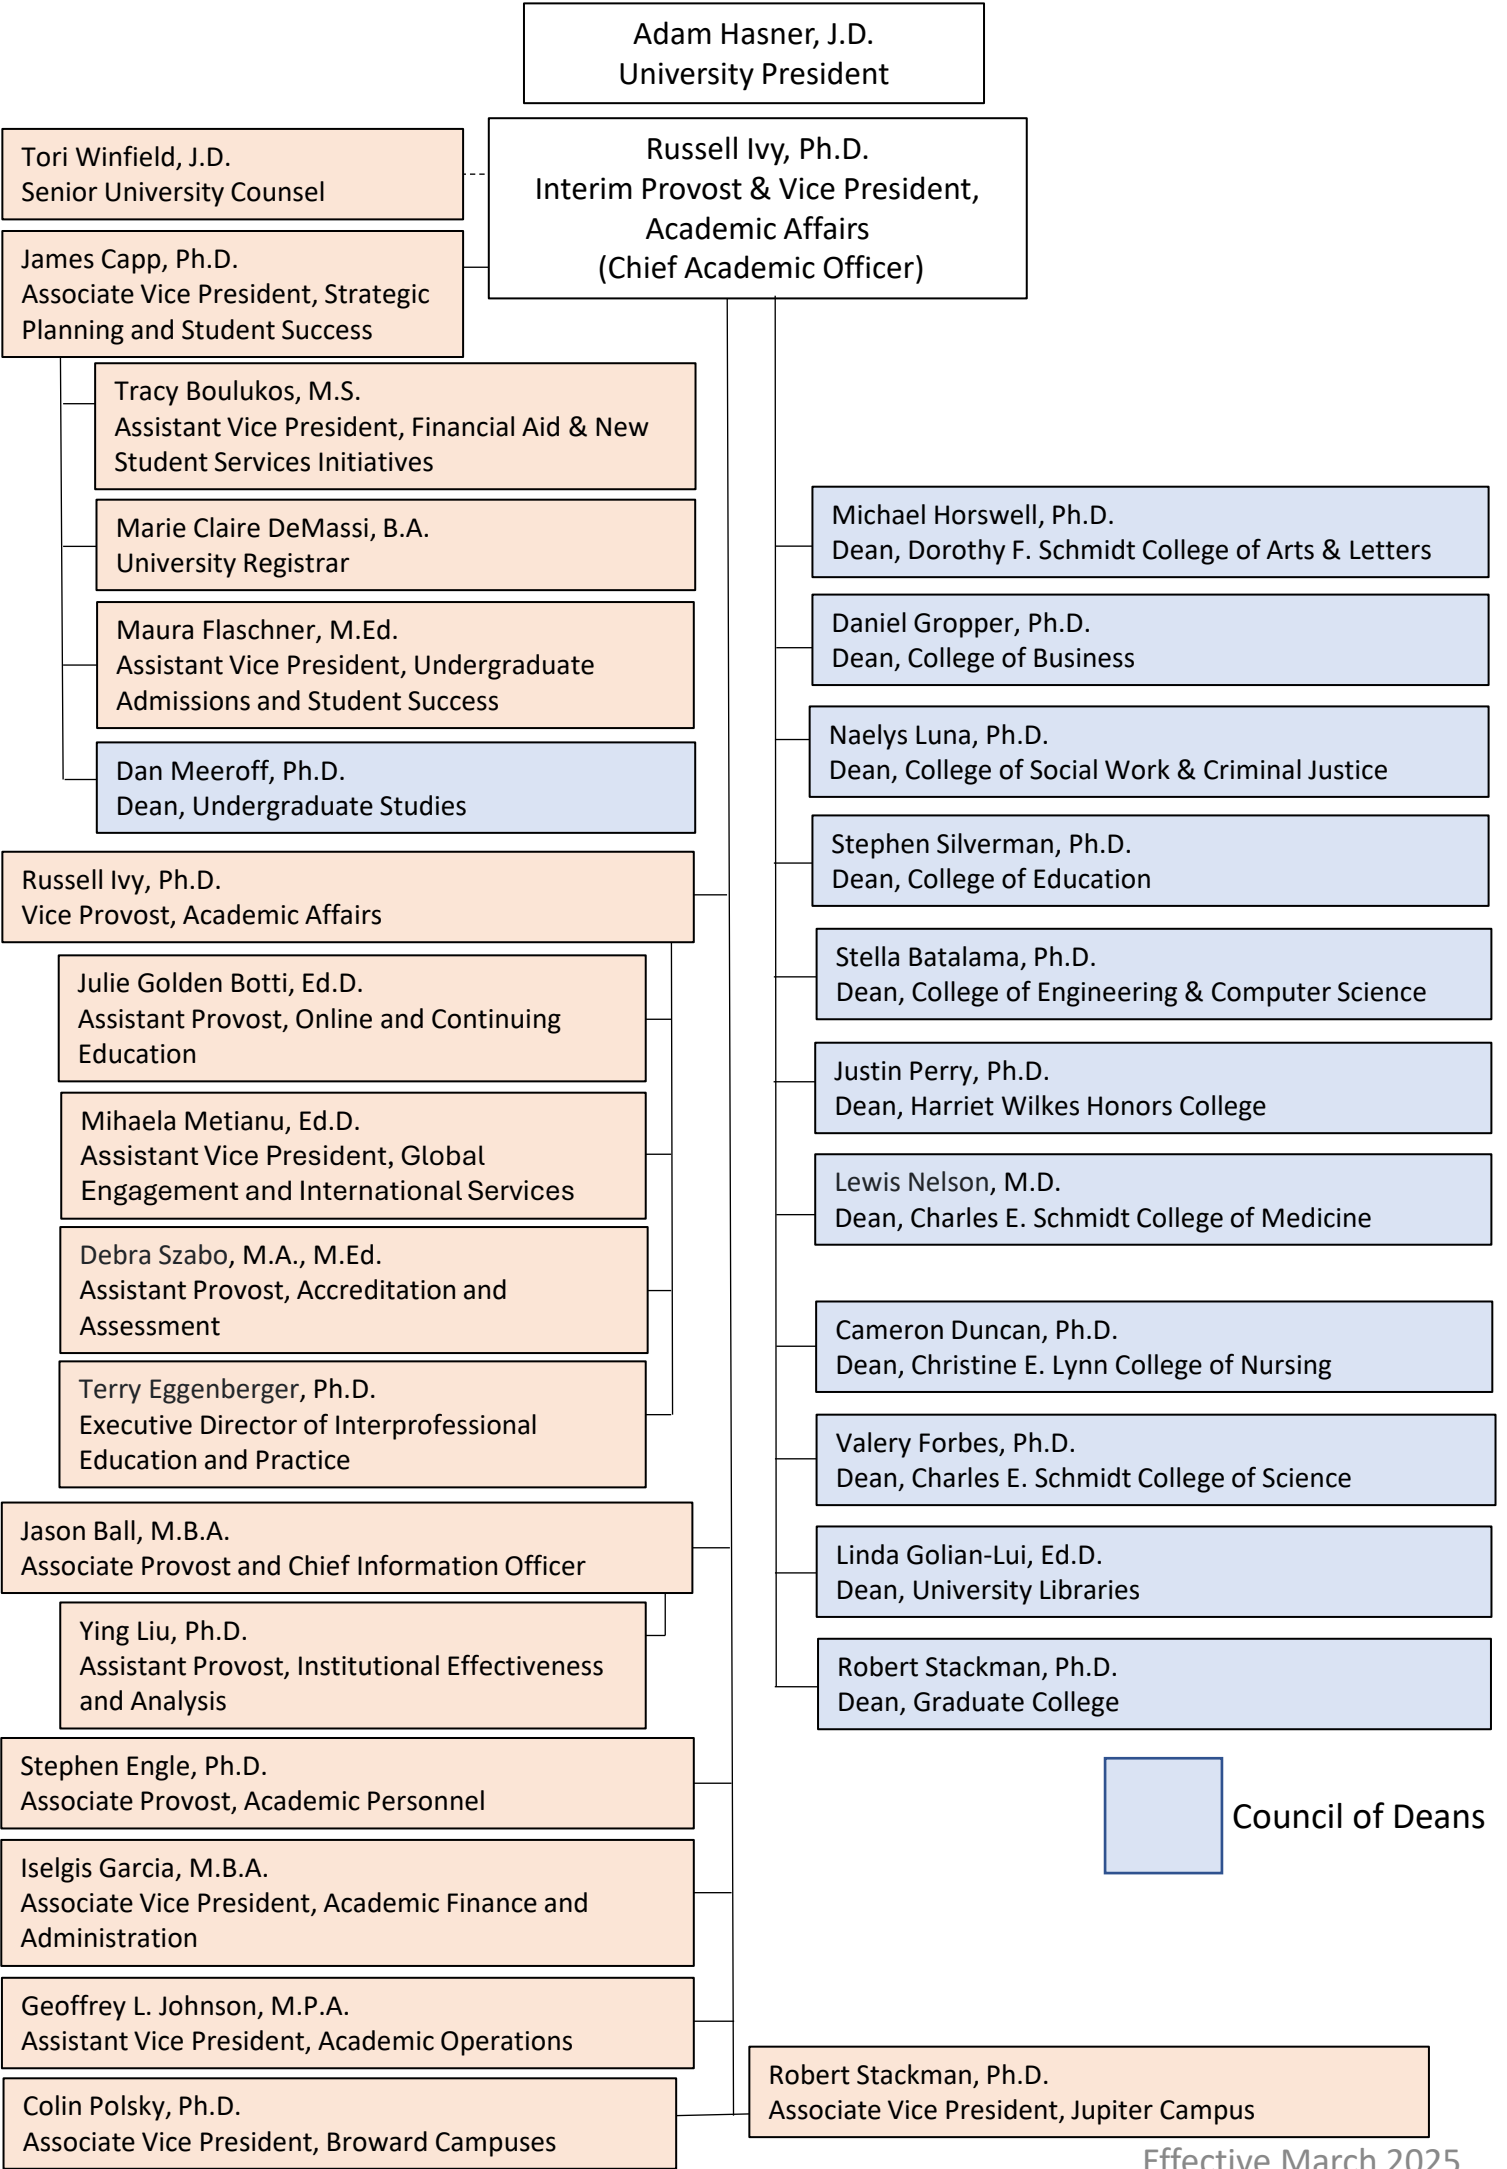 Adam Hasner, J.D.
University President
Russell Ivy, Ph.D.
Interim Provost & Vice President,
Academic Affairs
(Chief Academic Officer)
Tori Winfield, J.D.
Senior University Counsel
James Capp, Ph.D.
Associate Vice President, Strategic
Planning and Student Success
Tracy Boulukos, M.S.
Assistant Vice President, Financial Aid & New
Student Services Initiatives
Marie Claire DeMassi, B.A.
University Registrar
Maura Flaschner, M.Ed.
Assistant Vice President, Undergraduate
Admissions and Student Success
Dan Meeroff, Ph.D.
Dean, Undergraduate Studies
Russell Ivy, Ph.D.
Vice Provost, Academic Affairs
Julie Golden Botti, Ed.D.
Assistant Provost, Online and Continuing
Education
Mihaela Metianu, Ed.D.
Assistant Vice President, Global
Engagement and International Services
Debra Szabo, M.A., M.Ed.
Assistant Provost, Accreditation and
Assessment
Terry Eggenberger, Ph.D.
Executive Director of Interprofessional
Education and Practice
Jason Ball, M.B.A.
Associate Provost and Chief Information Officer
Ying Liu, Ph.D.
Assistant Provost, Institutional Effectiveness
and Analysis
Stephen Engle, Ph.D.
Associate Provost, Academic Personnel
Iselgis Garcia, M.B.A.
Associate Vice President, Academic Finance and
Administration
Geoffrey L. Johnson, M.P.A.
Assistant Vice President, Academic Operations
Colin Polsky, Ph.D.
Associate Vice President, Broward Campuses
Michael Horswell, Ph.D.
Dean, Dorothy F. Schmidt College of Arts & Letters
Daniel Gropper, Ph.D.
Dean, College of Business
Naelys Luna, Ph.D.
Dean, College of Social Work & Criminal Justice
Stephen Silverman, Ph.D.
Dean, College of Education
Stella Batalama, Ph.D.
Dean, College of Engineering & Computer Science
Justin Perry, Ph.D.
Dean, Harriet Wilkes Honors College
Lewis Nelson, M.D.
Dean, Charles E. Schmidt College of Medicine
Cameron Duncan, Ph.D.
Dean, Christine E. Lynn College of Nursing
Valery Forbes, Ph.D.
Dean, Charles E. Schmidt College of Science
Linda Golian-Lui, Ed.D.
Dean, University Libraries
Robert Stackman, Ph.D.
Dean, Graduate College
Council of Deans
Robert Stackman, Ph.D.
Associate Vice President, Jupiter Campus
Effective March 2025